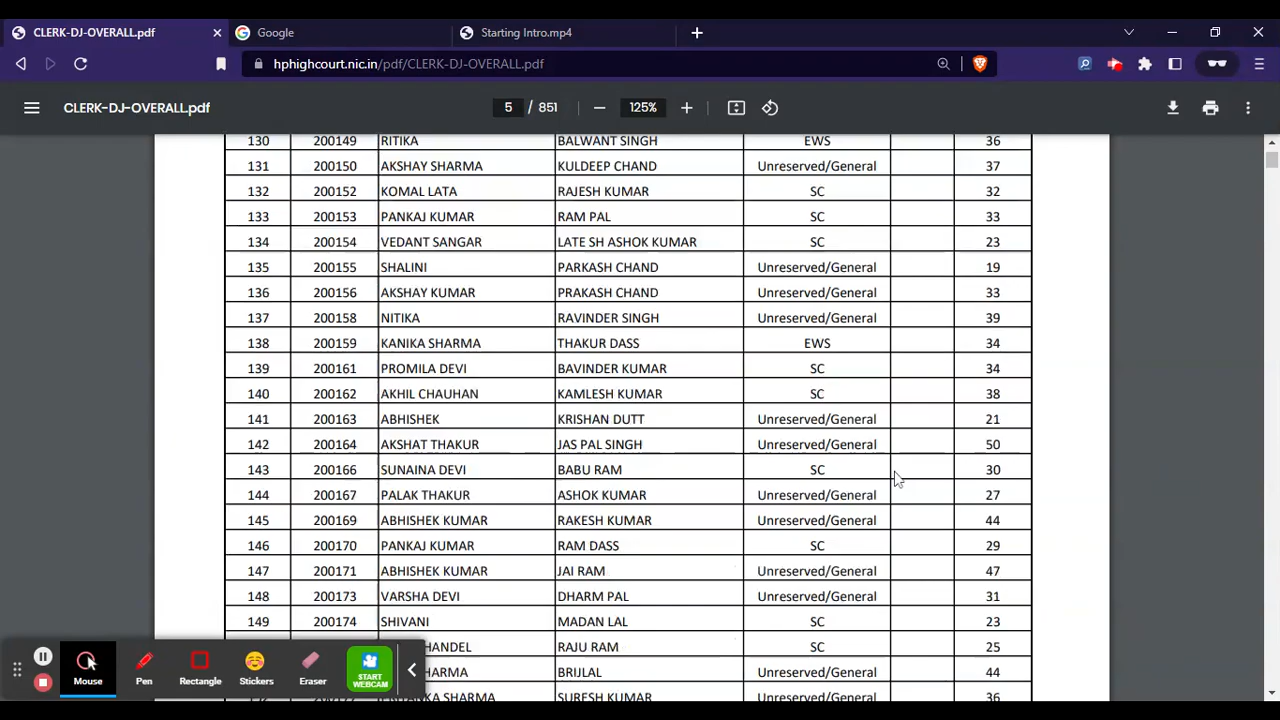 CLERK-DJ-OVERALL.pdf
Google
Starting Intro.mp4
hphighcourt.nic.in/pdf/CLERK-DJ-OVERALL.pdf
CLERK-DJ-OVERALL.pdf 5 / 851 125%
130 200149 RITIKA BALWANT SINGH EWS 36
131 200150 AKSHAY SHARMA KULDEEP CHAND Unreserved/General 37
132 200152 KOMAL LATA RAJESH KUMAR SC 32
133 200153 PANKAJ KUMAR RAM PAL SC 33
134 200154 VEDANT SANGAR LATE SH ASHOK KUMAR SC 23
135 200155 SHALINI PARKASH CHAND Unreserved/General 19
136 200156 AKSHAY KUMAR PRAKASH CHAND Unreserved/General 33
137 200158 NITIKA RAVINDER SINGH Unreserved/General 39
138 200159 KANIKA SHARMA THAKUR DASS EWS 34
139 200161 PROMILA DEVI BAVINDER KUMAR SC 34
140 200162 AKHIL CHAUHAN KAMLESH KUMAR SC 38
141 200163 ABHISHEK KRISHAN DUTT Unreserved/General 21
142 200164 AKSHAT THAKUR JAS PAL SINGH Unreserved/General 50
143 200166 SUNAINA DEVI BABU RAM SC 30
144 200167 PALAK THAKUR ASHOK KUMAR Unreserved/General 27
145 200169 ABHISHEK KUMAR RAKESH KUMAR Unreserved/General 44
146 200170 PANKAJ KUMAR RAM DASS SC 29
147 200171 ABHISHEK KUMAR JAI RAM Unreserved/General 47
148 200173 VARSHA DEVI DHARM PAL Unreserved/General 31
149 200174 SHIVANI MADAN LAL SC 23
HANDEL RAJU RAM SC 25
HARMA BRIJLAL Unreserved/General 44
SHARMA SURESH KUMAR Unreserved/General 36
Mouse
Pen
Rectangle
Stickers
Eraser
START
WEBCAM